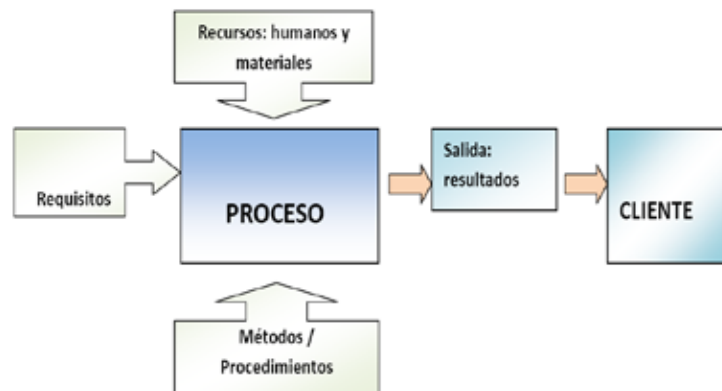 Recursos: humanos y
materiales
Requisitos
PROCESO
Salida:
resultados
CLIENTE
Métodos /
Procedimientos